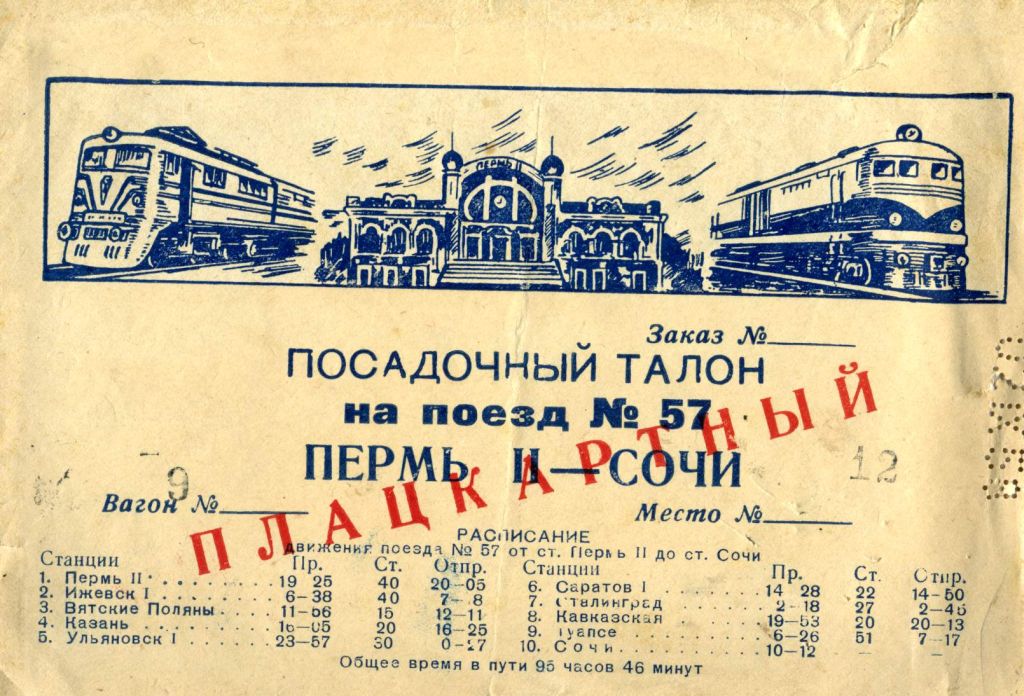 ПЕРМЬ II
Заказ №
ПОСАДОЧНЫЙ ТАЛОН
на поезд № 57
ПЕРМЬ II—СОЧИ
ПЛАЦКАРТНЫЙ
9
12
Вагон №
Место №
РАСПИСАНИЕ
движения поезда № 57 от ст. Пермь II до ст. Сочи
Станции Пр. Ст. Отпр.
1. Пермь II 19 25 40 20—05
2. Ижевск I 6—38 40 7— 8
3. Вятские Поляны 11—56 15 12—11
4. Казань 16—05 20 16—25
5. Ульяновск I 23—57 30 0—27
Станции Пр. Ст. Отпр.
6. Саратов I 14 28 22 14—50
7. Сталинград 2—18 27 2—45
8. Кавказская 19—53 20 20—13
9. Туапсе 6—26 51 7—17
10. Сочи 10—12
Общее время в пути 95 часов 46 минут